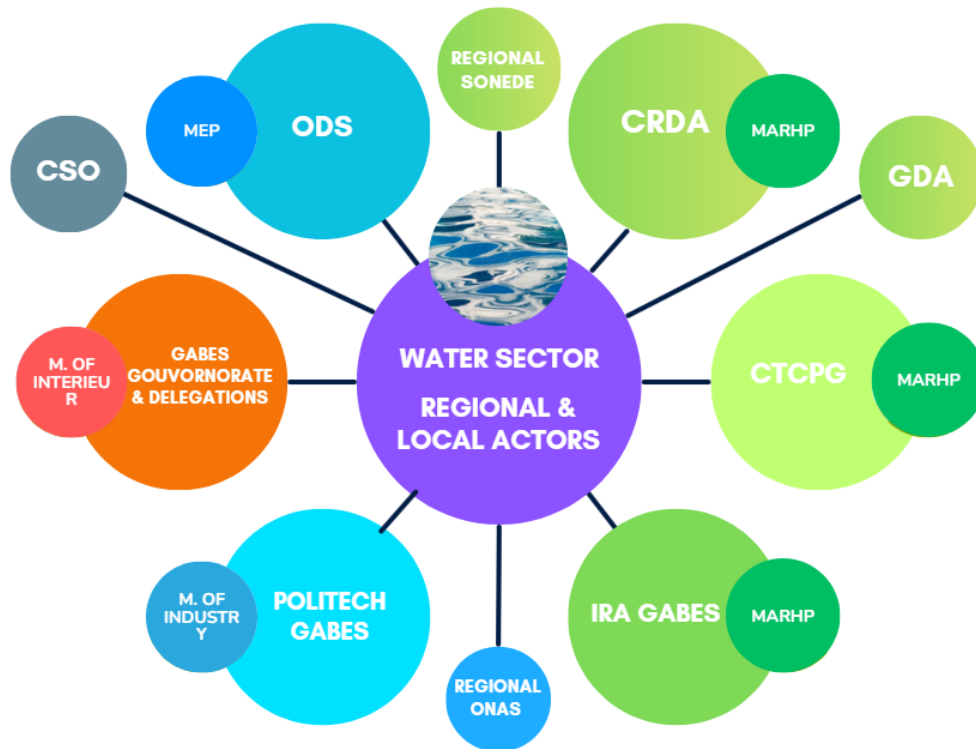 REGIONAL
SONEDE
MEP
ODS
CRDA
MARHP
CSO
GDA
M. OF
INTERIEU
R
GABES
GOUVORNORATE
& DELEGATIONS
WATER SECTOR
REGIONAL &
LOCAL ACTORS
CTCPG
MARHP
M. OF
INDUSTR
Y
POLITECH
GABES
REGIONAL
ONAS
IRA GABES
MARHP